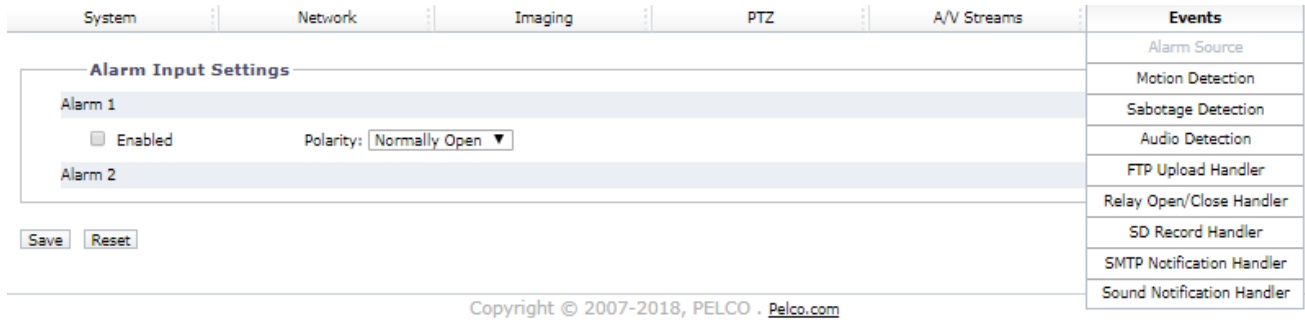 System Network Imaging PTZ A/V Streams Events
Alarm Source
Motion Detection
Sabotage Detection
Audio Detection
FTP Upload Handler
Relay Open/Close Handler
SD Record Handler
SMTP Notification Handler
Sound Notification Handler
Alarm Input Settings
Alarm 1
Enabled Polarity: Normally Open ▼
Alarm 2
Save Reset
Copyright © 2007-2018, PELCO . Pelco.com